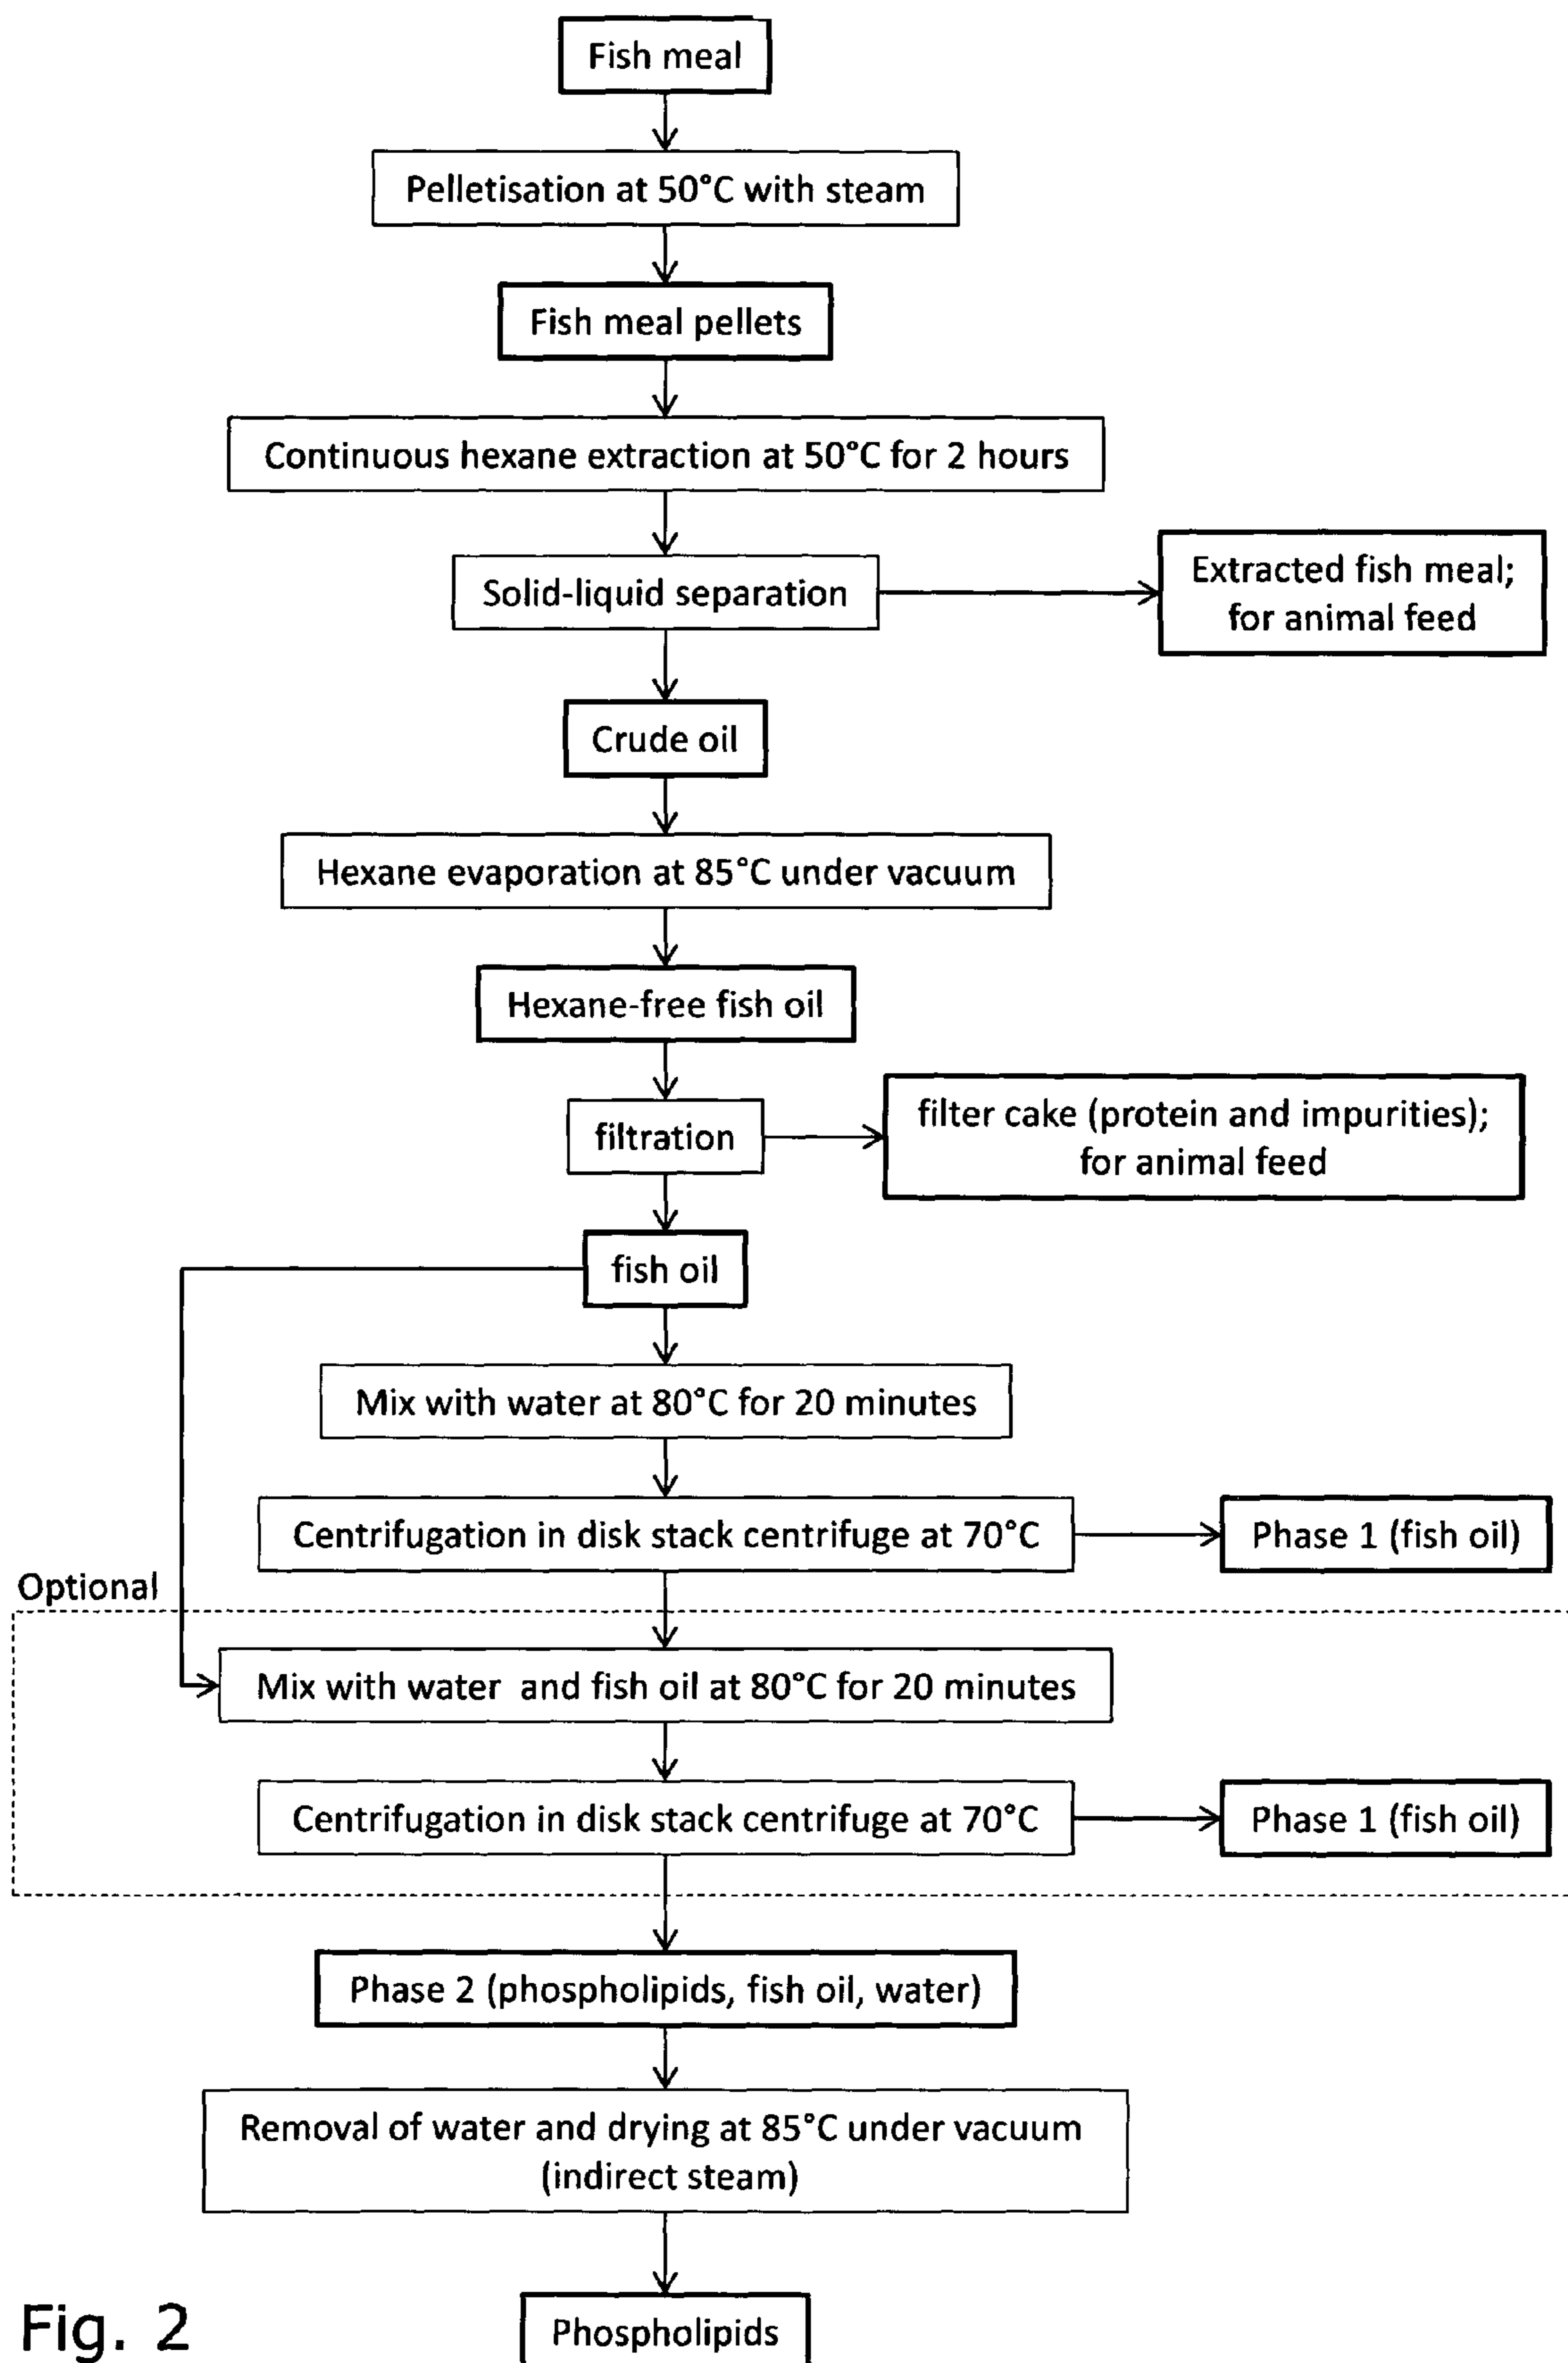 Fish meal
Pelletisation at 50°C with steam
Fish meal pellets
Continuous hexane extraction at 50°C for 2 hours
Solid-liquid separation
Extracted fish meal;
for animal feed
Crude oil
Hexane evaporation at 85°C under vacuum
Hexane-free fish oil
filtration
filter cake (protein and impurities);
for animal feed
fish oil
Mix with water at 80°C for 20 minutes
Centrifugation in disk stack centrifuge at 70°C
Phase 1 (fish oil)
Optional
Mix with water and fish oil at 80°C for 20 minutes
Centrifugation in disk stack centrifuge at 70°C
Phase 1 (fish oil)
Phase 2 (phospholipids, fish oil, water)
Removal of water and drying at 85°C under vacuum
(indirect steam)
Phospholipids
Fig. 2